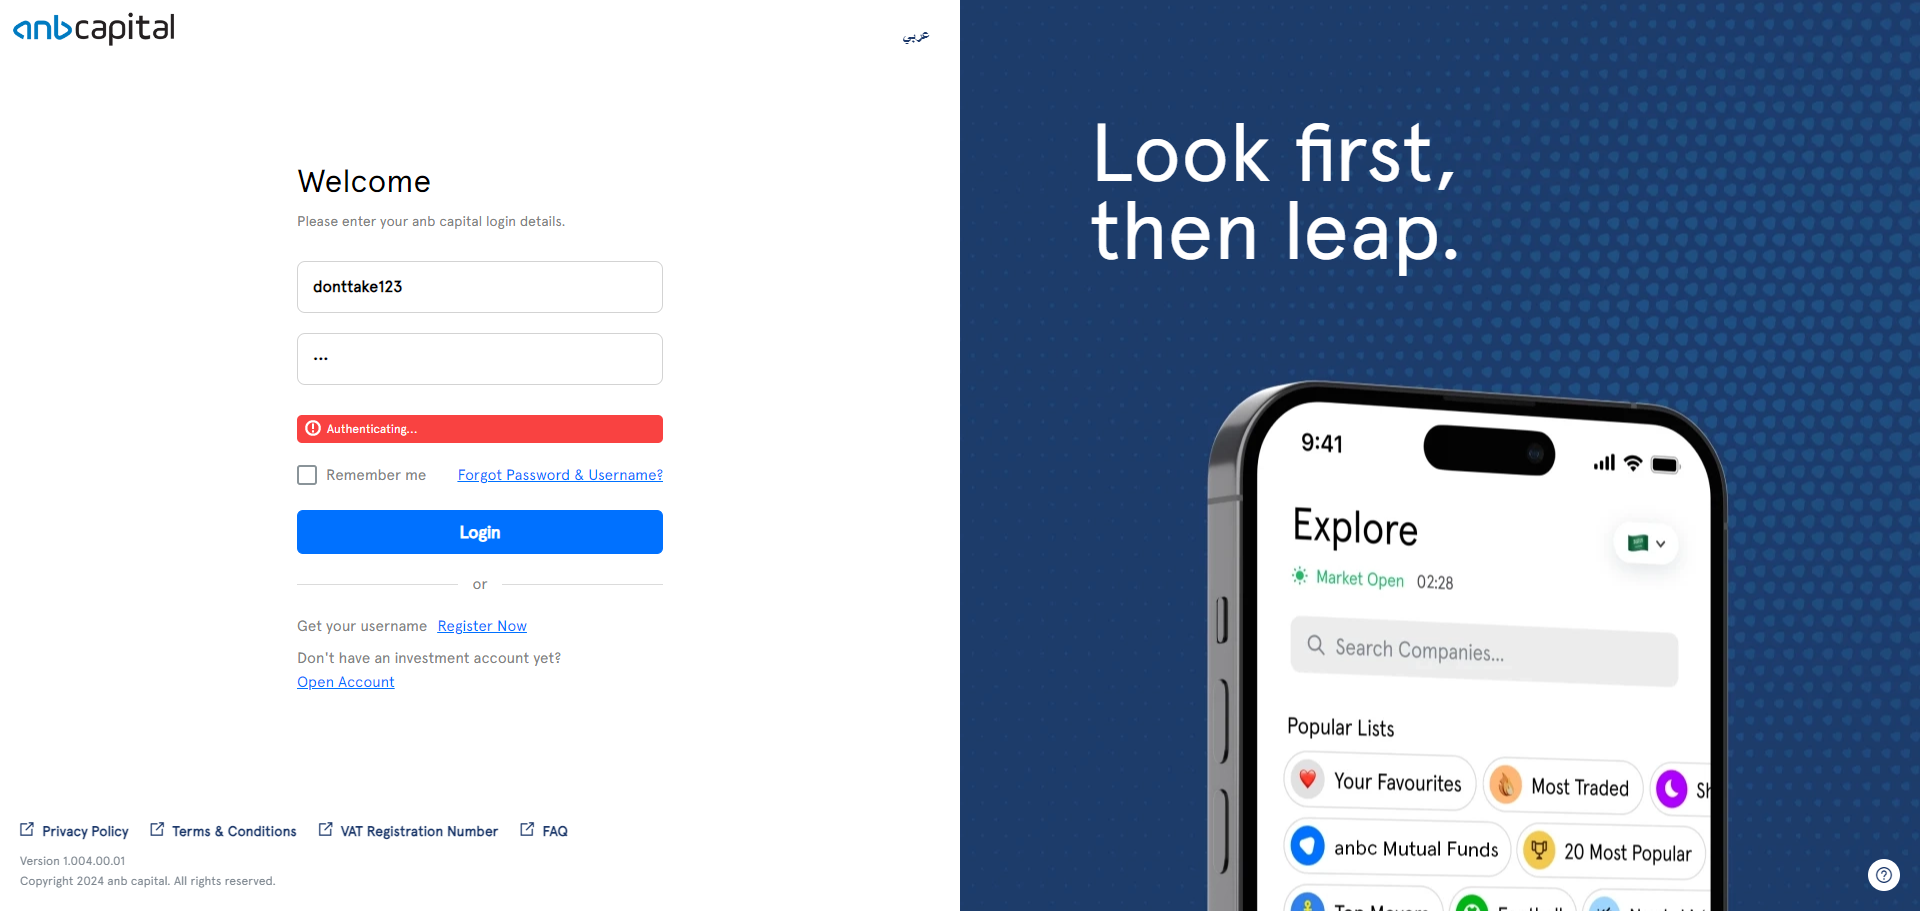 anbcapital
عربي
Welcome
Please enter your anb capital login details.
donttake123
•••
Authenticating...
Remember me
Forgot Password & Username?
Login
or
Get your username Register Now
Don't have an investment account yet?
Open Account
Privacy Policy
Terms & Conditions
VAT Registration Number
FAQ
Version 1.004.00.01
Copyright 2024 anb capital. All rights reserved.
Look first,
then leap.
9:41
Explore
Market Open 02:28
Search Companies...
Popular Lists
Your Favourites
Most Traded
Sh
anbc Mutual Funds
20 Most Popular
Top Movers